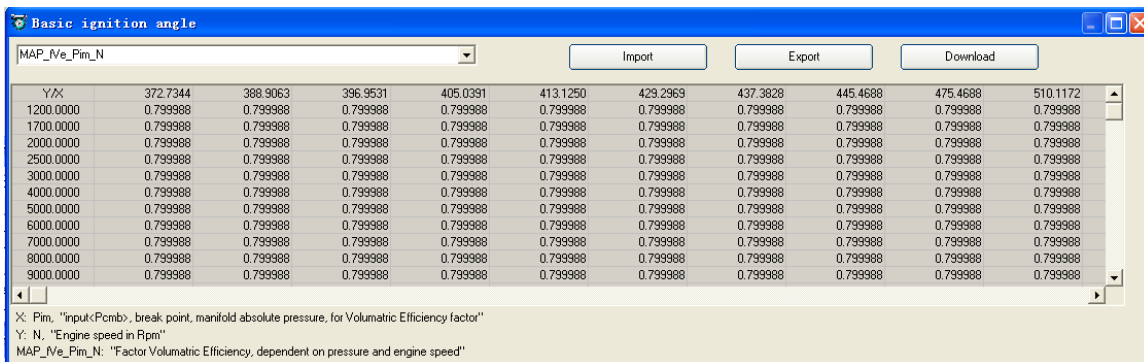 Basic ignition angle
MAP_fVe_Pim_N Import Export Download
Y/X 372.7344 388.9063 396.9531 405.0391 413.1250 429.2969 437.3828 445.4688 475.4688 510.1172
1200.0000 0.799988 0.799988 0.799988 0.799988 0.799988 0.799988 0.799988 0.799988 0.799988 0.799988
1700.0000 0.799988 0.799988 0.799988 0.799988 0.799988 0.799988 0.799988 0.799988 0.799988 0.799988
2000.0000 0.799988 0.799988 0.799988 0.799988 0.799988 0.799988 0.799988 0.799988 0.799988 0.799988
2500.0000 0.799988 0.799988 0.799988 0.799988 0.799988 0.799988 0.799988 0.799988 0.799988 0.799988
3000.0000 0.799988 0.799988 0.799988 0.799988 0.799988 0.799988 0.799988 0.799988 0.799988 0.799988
4000.0000 0.799988 0.799988 0.799988 0.799988 0.799988 0.799988 0.799988 0.799988 0.799988 0.799988
5000.0000 0.799988 0.799988 0.799988 0.799988 0.799988 0.799988 0.799988 0.799988 0.799988 0.799988
6000.0000 0.799988 0.799988 0.799988 0.799988 0.799988 0.799988 0.799988 0.799988 0.799988 0.799988
7000.0000 0.799988 0.799988 0.799988 0.799988 0.799988 0.799988 0.799988 0.799988 0.799988 0.799988
8000.0000 0.799988 0.799988 0.799988 0.799988 0.799988 0.799988 0.799988 0.799988 0.799988 0.799988
9000.0000 0.799988 0.799988 0.799988 0.799988 0.799988 0.799988 0.799988 0.799988 0.799988 0.799988
X: Pim, "input<Pcmb>, break point, manifold absolute pressure, for Volumatric Efficiency factor"
Y: N, "Engine speed in Rpm"
MAP_fVe_Pim_N: "Factor Volumatric Efficiency, dependent on pressure and engine speed"